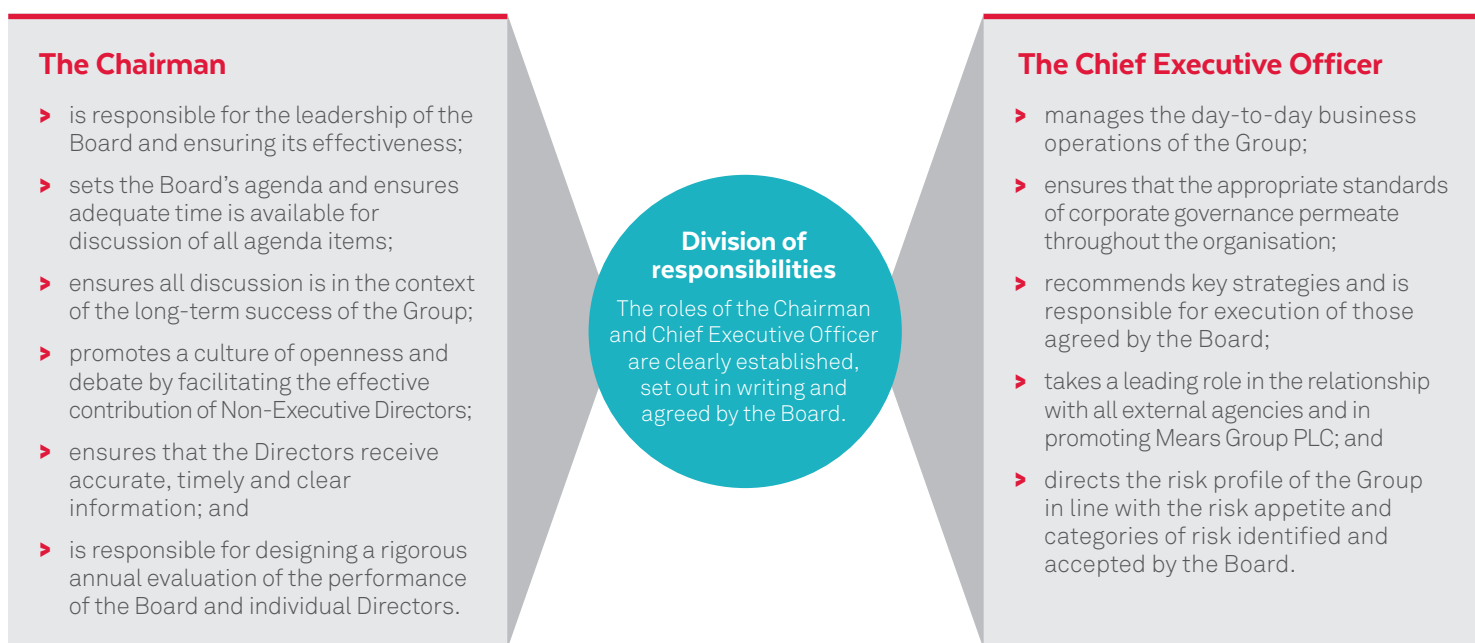 The Chairman
> is responsible for the leadership of the
Board and ensuring its effectiveness;
> sets the Board's agenda and ensures
adequate time is available for
discussion of all agenda items;
> ensures all discussion is in the context
of the long-term success of the Group;
> promotes a culture of openness and
debate by facilitating the effective
contribution of Non-Executive Directors;
> ensures that the Directors receive
accurate, timely and clear
information; and
> is responsible for designing a rigorous
annual evaluation of the performance
of the Board and individual Directors.
Division of
responsibilities
The roles of the Chairman
and Chief Executive Officer
are clearly established,
set out in writing and
agreed by the Board.
The Chief Executive Officer
> manages the day-to-day business
operations of the Group;
> ensures that the appropriate standards
of corporate governance permeate
throughout the organisation;
> recommends key strategies and is
responsible for execution of those
agreed by the Board;
> takes a leading role in the relationship
with all external agencies and in
promoting Mears Group PLC; and
> directs the risk profile of the Group
in line with the risk appetite and
categories of risk identified and
accepted by the Board.